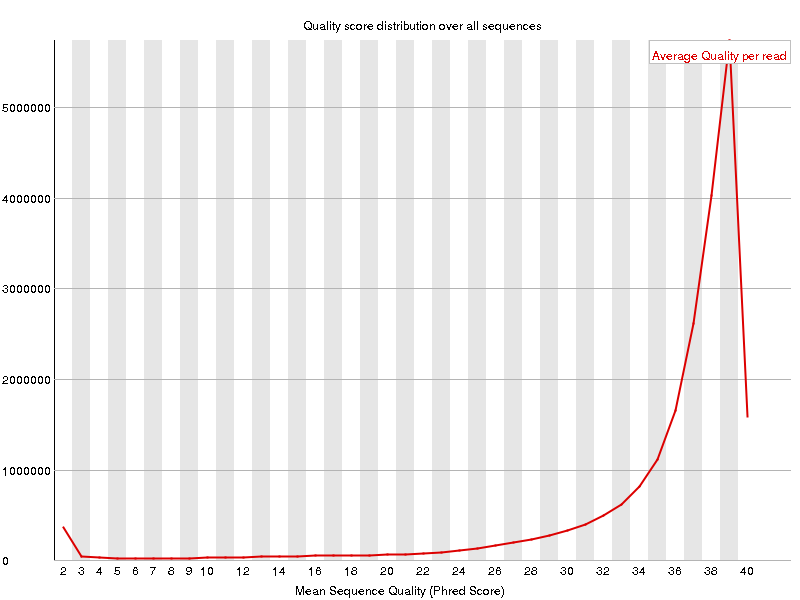 Quality score distribution over all sequences
Average Quality per read
5000000
4000000
3000000
2000000
1000000
0
2 3 4 5 6 7 8 9 10 12 14 16 18 20 22 24 26 28 30 32 34 36 38 40
Mean Sequence Quality (Phred Score)